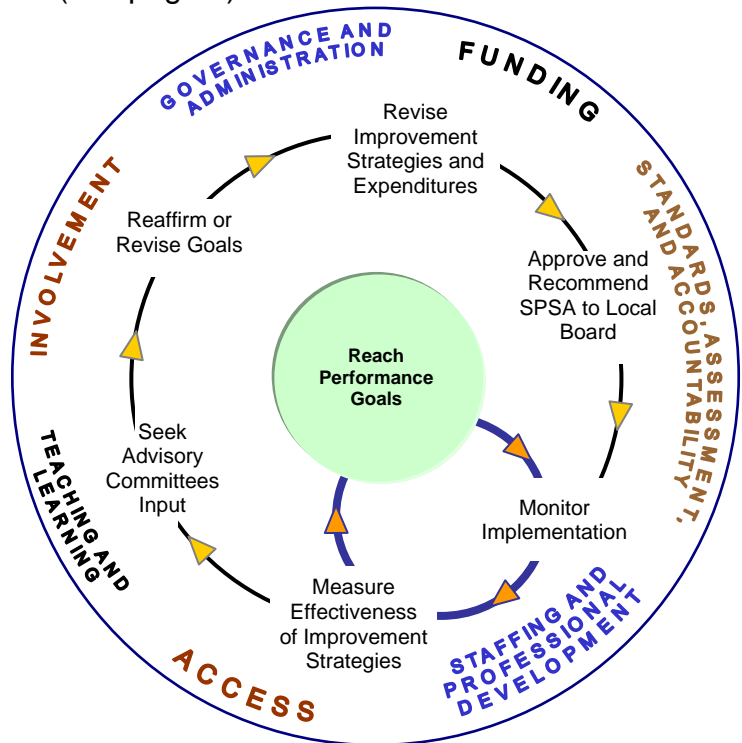 GOVERNANCE AND
ADMINISTRATION
FUNDING
STANDARDS, ASSESSMENT,
AND ACCOUNTABILITY
STAFFING AND
PROFESSIONAL
DEVELOPMENT
ACCESS
TEACHING AND
LEARNING
INVOLVEMENT
Revise
Improvement
Strategies and
Expenditures
Approve and
Recommend
SPSA to Local
Board
Monitor
Implementation
Measure
Effectiveness
of Improvement
Strategies
Seek
Advisory
Committees
Input
Reaffirm or
Revise Goals
Reach
Performance
Goals